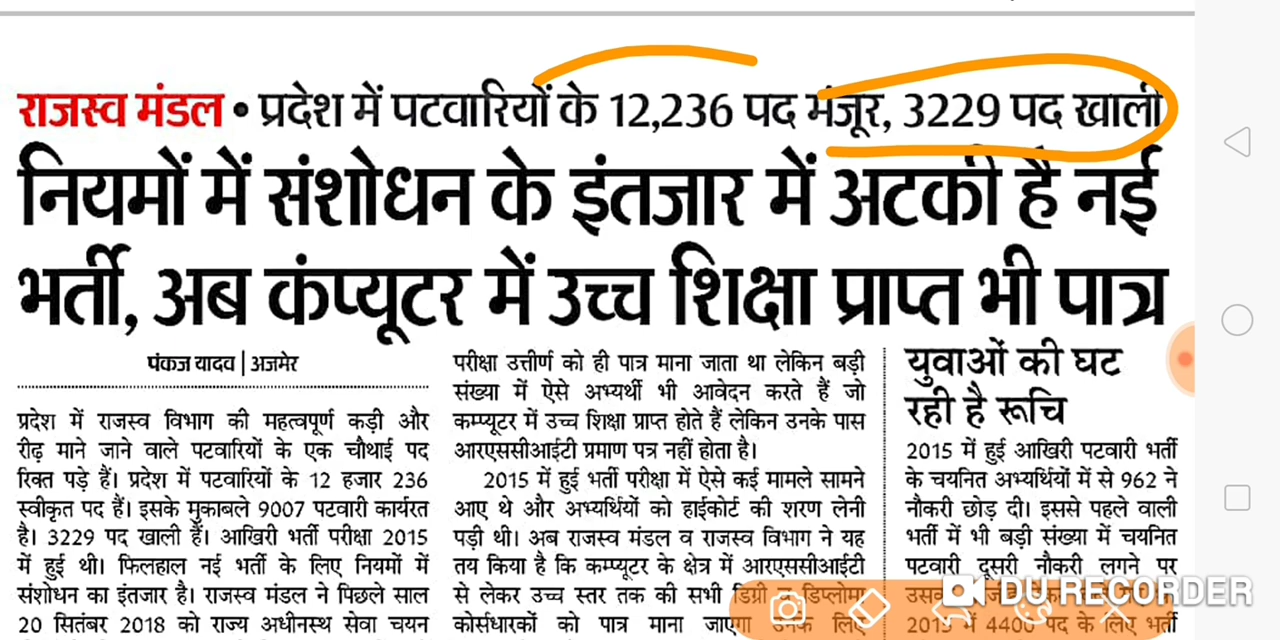 राजस्व मंडल • प्रदेश में पटवारियों के 12,236 पद मंजूर, 3229 पद खाली
नियमों में संशोधन के इंतजार में अटकी है नई
भर्ती, अब कंप्यूटर में उच्च शिक्षा प्राप्त भी पात्र
पंकज यादव | अजमेर
प्रदेश में राजस्व विभाग की महत्वपूर्ण कड़ी और
रीढ़ माने जाने वाले पटवारियों के एक चौथाई पद
रिक्त पड़े हैं। प्रदेश में पटवारियों के 12 हजार 236
स्वीकृत पद हैं। इसके मुकाबले 9007 पटवारी कार्यरत
है। 3229 पद खाली हैं। आखिरी भर्ती परीक्षा 2015
में हुई थी। फिलहाल नई भर्ती के लिए नियमों में
संशोधन का इंतजार है। राजस्व मंडल ने पिछले साल
20 सितंबर 2018 को राज्य अधीनस्थ सेवा चयन
परीक्षा उत्तीर्ण को ही पात्र माना जाता था लेकिन बड़ी
संख्या में ऐसे अभ्यर्थी भी आवेदन करते हैं जो
कम्प्यूटर में उच्च शिक्षा प्राप्त होते हैं लेकिन उनके पास
आरएससीआईटी प्रमाण पत्र नहीं होता है।
2015 में हुई भर्ती परीक्षा में ऐसे कई मामले सामने
आए थे और अभ्यर्थियों को हाईकोर्ट की शरण लेनी
पड़ी थी। अब राजस्व मंडल व राजस्व विभाग ने यह
तय किया है कि कम्प्यूटर के क्षेत्र में आरएससीआईटी
से लेकर उच्च स्तर तक की सभी डिग्री व डिप्लोमा
कोर्सधारकों को पात्र माना जाएगा उनके लिए
युवाओं की घट
रही है रूचि
2015 में हुई आखिरी पटवारी भर्ती
के चयनित अभ्यर्थियों में से 962 ने
नौकरी छोड़ दी। इससे पहले वाली
भर्ती में भी बड़ी संख्या में चयनित
पटवारी दूसरी नौकरी लगने पर
2013 में 4400 पद के लिए भर्ती
DU RECORDER